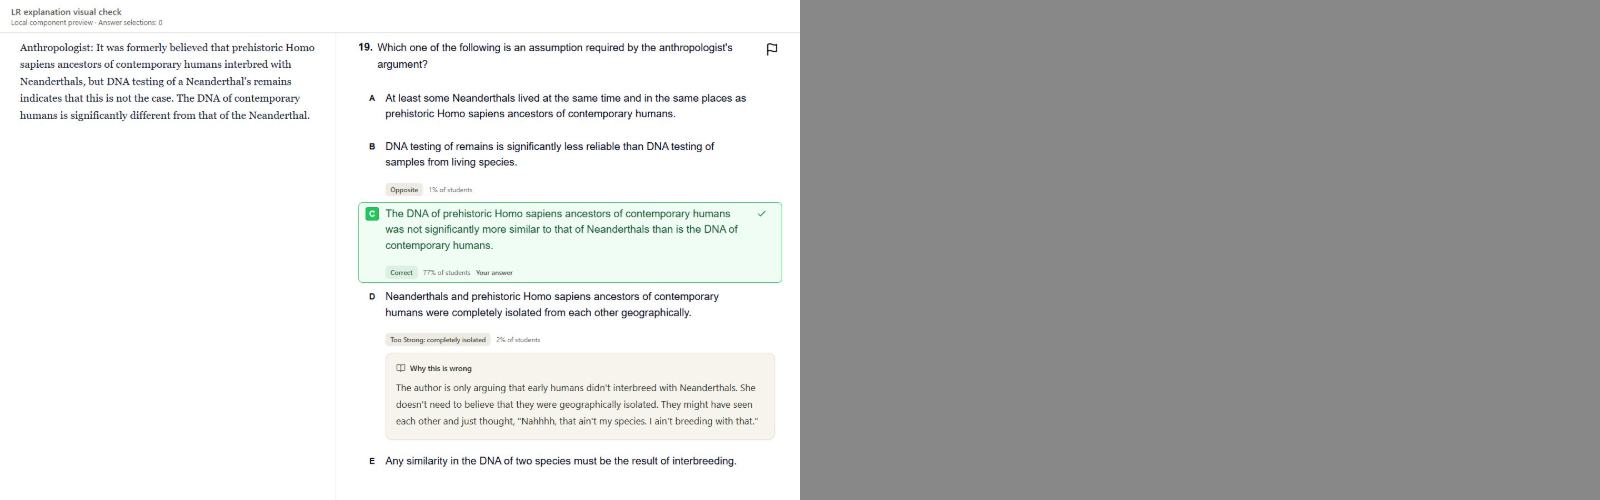 LR explanation visual check
Local component preview · Answer selections: 0
Anthropologist: It was formerly believed that prehistoric Homo
sapiens ancestors of contemporary humans interbred with
Neanderthals, but DNA testing of a Neanderthal's remains
indicates that this is not the case. The DNA of contemporary
humans is significantly different from that of the Neanderthal.
19. Which one of the following is an assumption required by the anthropologist's
argument?
A At least some Neanderthals lived at the same time and in the same places as
prehistoric Homo sapiens ancestors of contemporary humans.
B DNA testing of remains is significantly less reliable than DNA testing of
samples from living species.
Opposite 1% of students
C The DNA of prehistoric Homo sapiens ancestors of contemporary humans
was not significantly more similar to that of Neanderthals than is the DNA of
contemporary humans.
Correct 77% of students Your answer
D Neanderthals and prehistoric Homo sapiens ancestors of contemporary
humans were completely isolated from each other geographically.
Too Strong: completely isolated 2% of students
Why this is wrong
The author is only arguing that early humans didn't interbreed with Neanderthals. She
doesn't need to believe that they were geographically isolated. They might have seen
each other and just thought, "Nahhhh, that ain't my species. I ain't breeding with that."
E Any similarity in the DNA of two species must be the result of interbreeding.